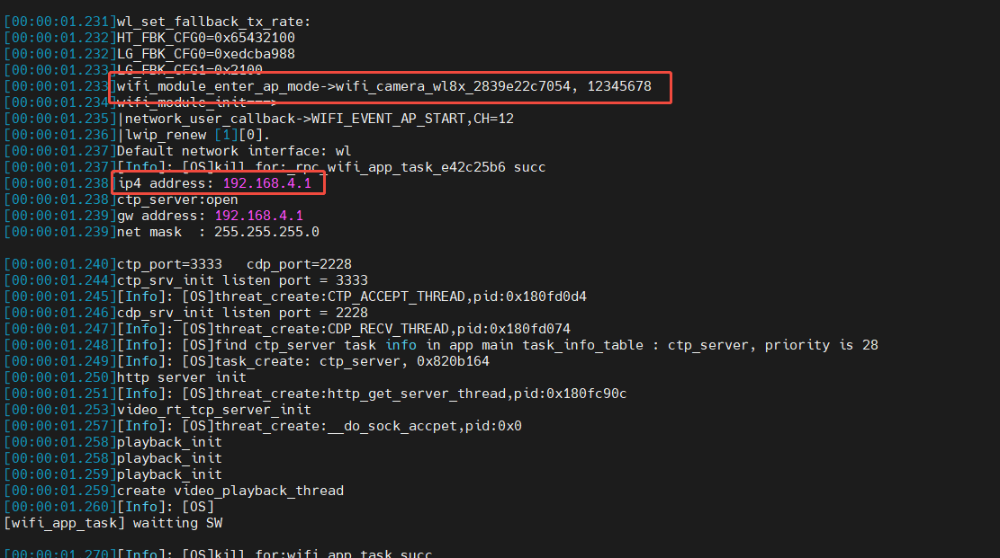 [00:00:01.231]wl_set_fallback_tx_rate:
[00:00:01.232]HT_FBK_CFG0=0x65432100
[00:00:01.232]LG_FBK_CFG0=0xedcba988
[00:00:01.233]LG_FBK_CFG1=0x2100
[00:00:01.233]wifi_module_enter_ap_mode->wifi_camera_wl8x_2839e22c7054, 12345678
[00:00:01.234]wifi_module_init===>
[00:00:01.235]|network_user_callback->WIFI_EVENT_AP_START,CH=12
[00:00:01.236]|lwip_renew [1][0].
[00:00:01.237]Default network interface: wl
[00:00:01.237][Info]: [OS]kill_for:_rpc_wifi_app_task_e42c25b6 succ
[00:00:01.238]ip4 address: 192.168.4.1
[00:00:01.238]ctp_server:open
[00:00:01.239]gw address: 192.168.4.1
[00:00:01.239]net mask  : 255.255.255.0
[00:00:01.240]ctp_port=3333   cdp_port=2228
[00:00:01.244]ctp_srv_init listen port = 3333
[00:00:01.245][Info]: [OS]threat_create:CTP_ACCEPT_THREAD,pid:0x180fd0d4
[00:00:01.246]cdp_srv_init listen port = 2228
[00:00:01.247][Info]: [OS]threat_create:CDP_RECV_THREAD,pid:0x180fd074
[00:00:01.248][Info]: [OS]find ctp_server task info in app main task_info_table : ctp_server, priority is 28
[00:00:01.249][Info]: [OS]task_create: ctp_server, 0x820b164
[00:00:01.250]http server init
[00:00:01.251][Info]: [OS]threat_create:http_get_server_thread,pid:0x180fc90c
[00:00:01.253]video_rt_tcp_server_init
[00:00:01.257][Info]: [OS]threat_create:__do_sock_accpet,pid:0x0
[00:00:01.258]playback_init
[00:00:01.258]playback_init
[00:00:01.259]playback_init
[00:00:01.259]create video_playback_thread
[00:00:01.260][Info]: [OS]
[wifi_app_task] waitting SW
[00:00:01.270][Info]: [OS]kill_for:wifi_app_task succ